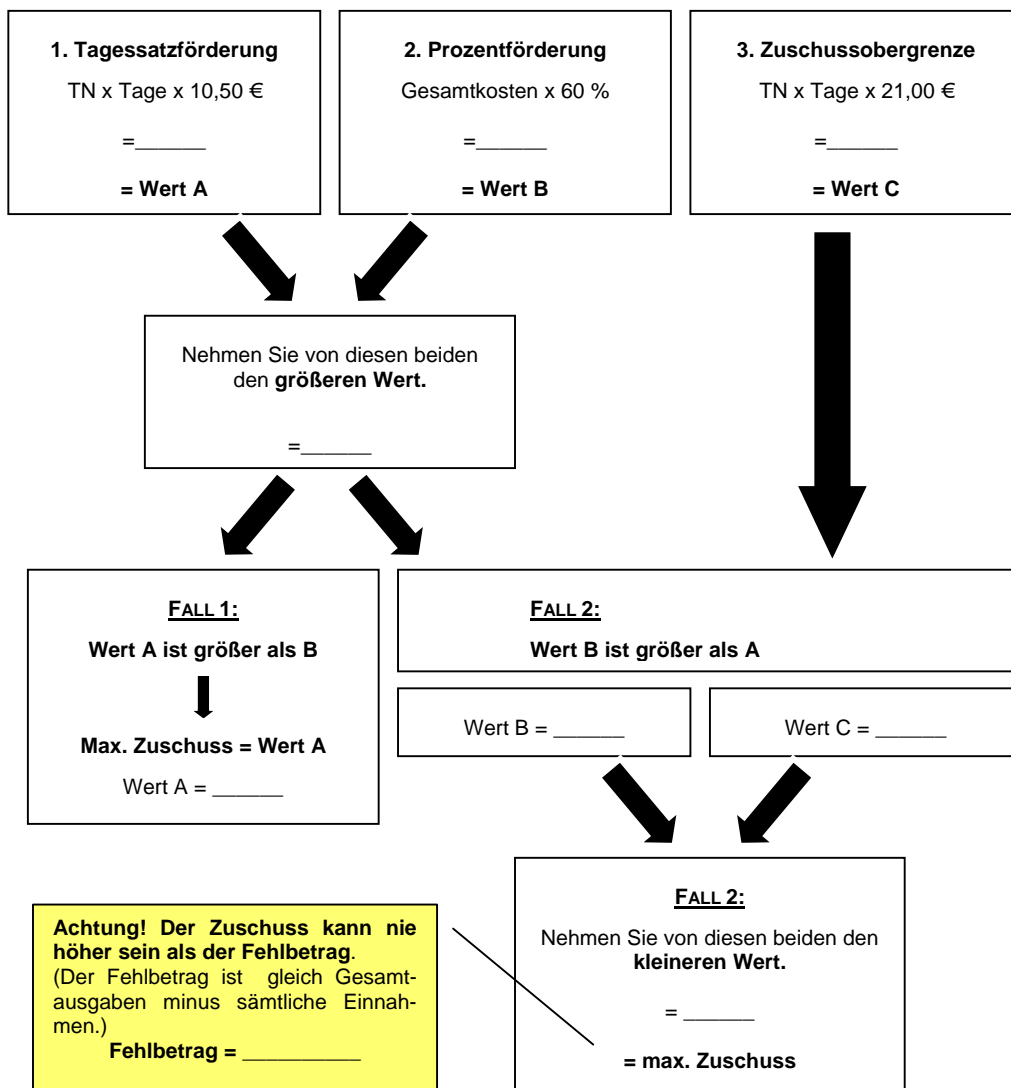 1. Tagessatzförderung
TN x Tage x 10,50 €
=______
= Wert A
2. Prozentförderung
Gesamtkosten x 60 %
=______
= Wert B
3. Zuschussobergrenze
TN x Tage x 21,00 €
=______
= Wert C
Nehmen Sie von diesen beiden
den größeren Wert.
=______
FALL 1:
Wert A ist größer als B
Max. Zuschuss = Wert A
Wert A = ______
FALL 2:
Wert B ist größer als A
Wert B = ______
Wert C = ______
FALL 2:
Nehmen Sie von diesen beiden den
kleineren Wert.
= ______
= max. Zuschuss
Achtung! Der Zuschuss kann nie
höher sein als der Fehlbetrag.
(Der Fehlbetrag ist gleich Gesamt-
ausgaben minus sämtliche Einnah-
men.)
Fehlbetrag = __________